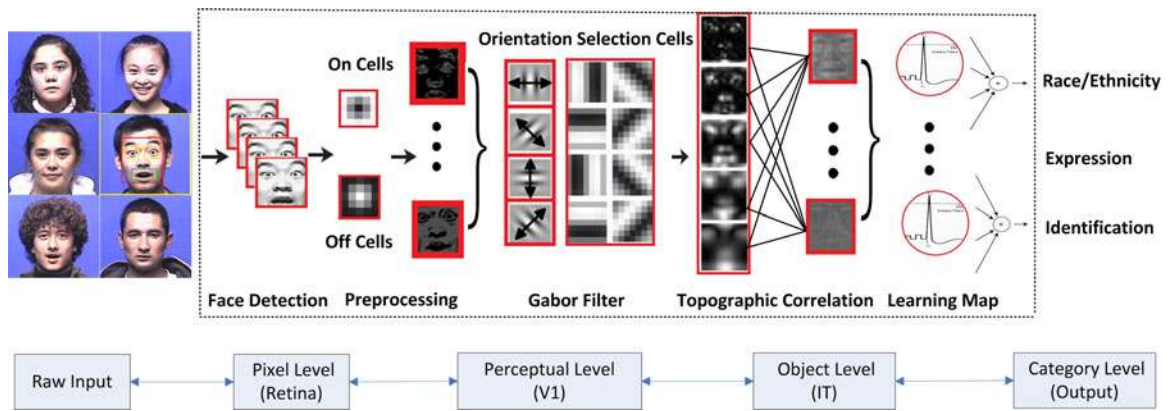 Orientation Selection Cells
On Cells
Off Cells
Race/Ethnicity
Expression
Identification
Face Detection
Preprocessing
Gabor Filter
Topographic Correlation
Learning Map
Raw Input
Pixel Level
(Retina)
Perceptual Level
(V1)
Object Level
(IT)
Category Level
(Output)